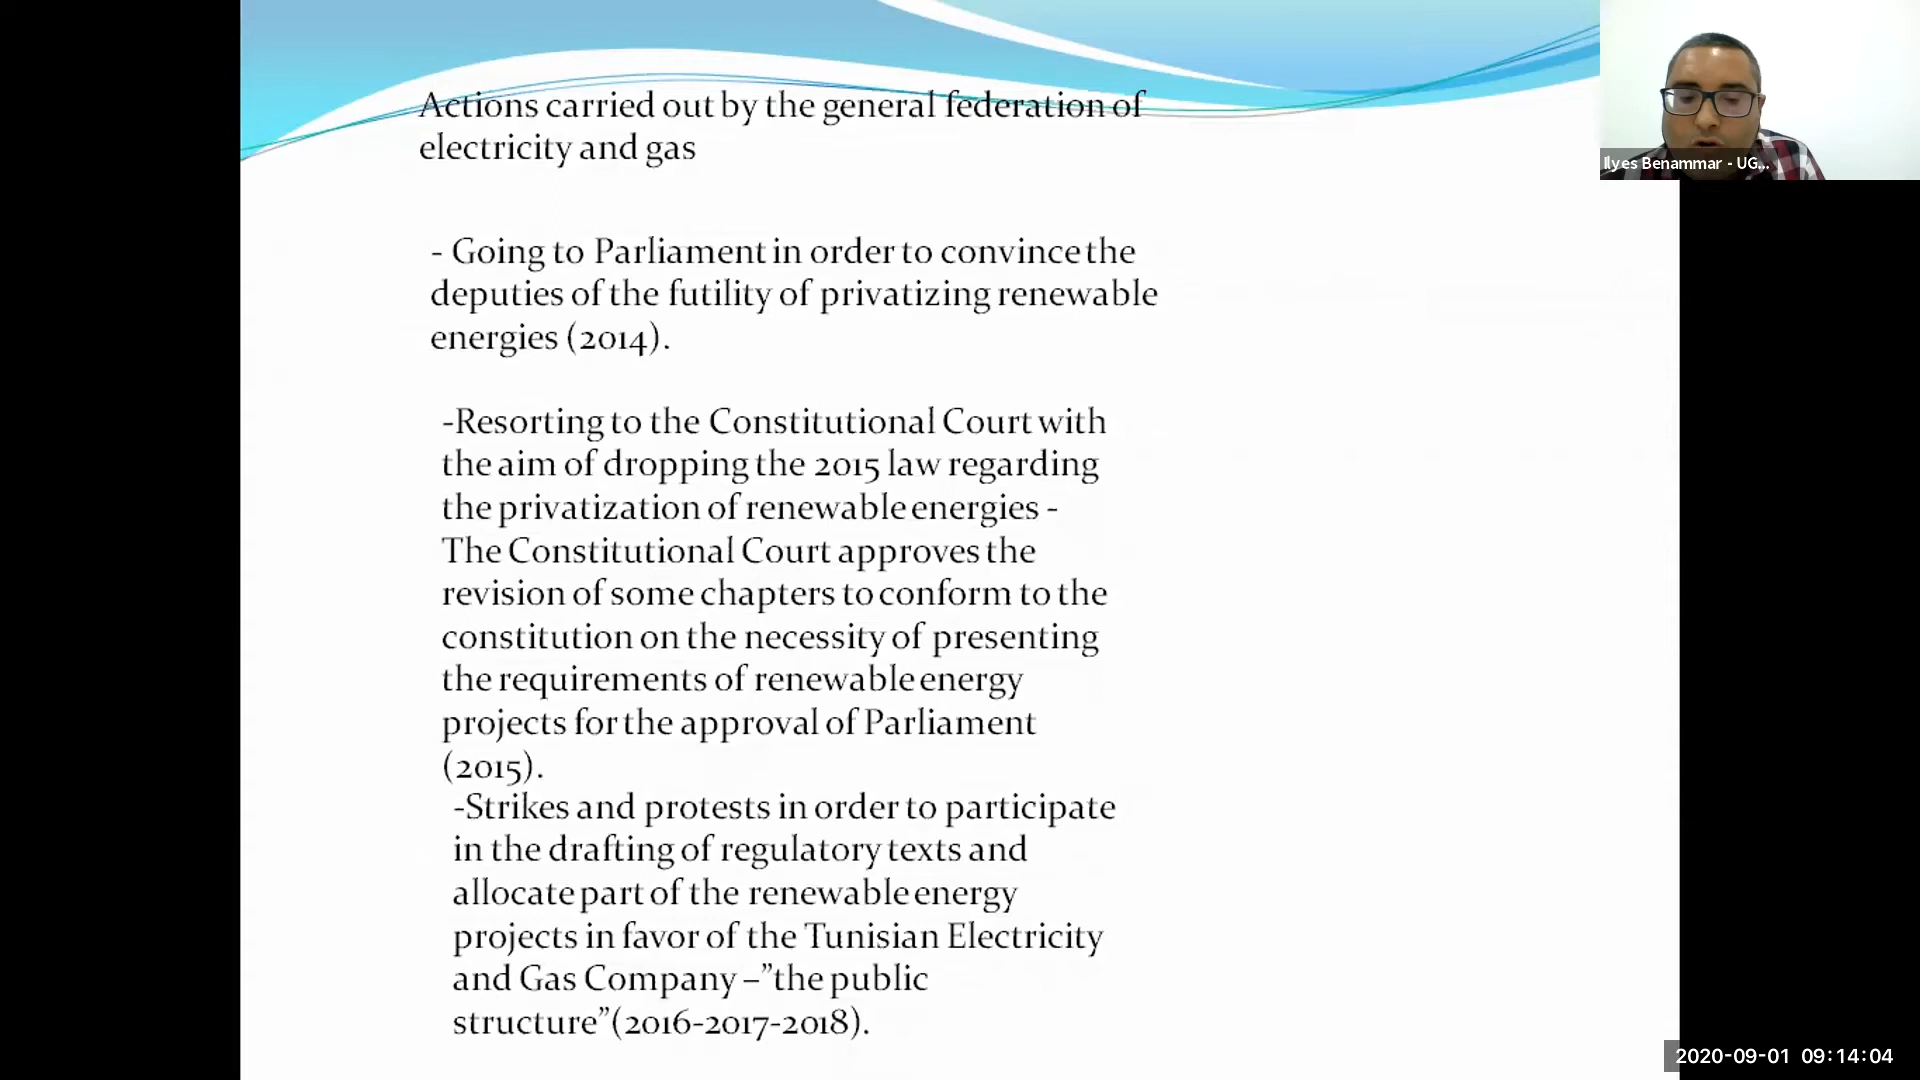 Actions carried out by the general federation of
electricity and gas
- Going to Parliament in order to convince the
deputies of the futility of privatizing renewable
energies (2014).
-Resorting to the Constitutional Court with
the aim of dropping the 2015 law regarding
the privatization of renewable energies -
The Constitutional Court approves the
revision of some chapters to conform to the
constitution on the necessity of presenting
the requirements of renewable energy
projects for the approval of Parliament
(2015).
-Strikes and protests in order to participate
in the drafting of regulatory texts and
allocate part of the renewable energy
projects in favor of the Tunisian Electricity
and Gas Company –”the public
structure”(2016-2017-2018).
Ilyes Benammar - UG...
2020-09-01 09:14:04